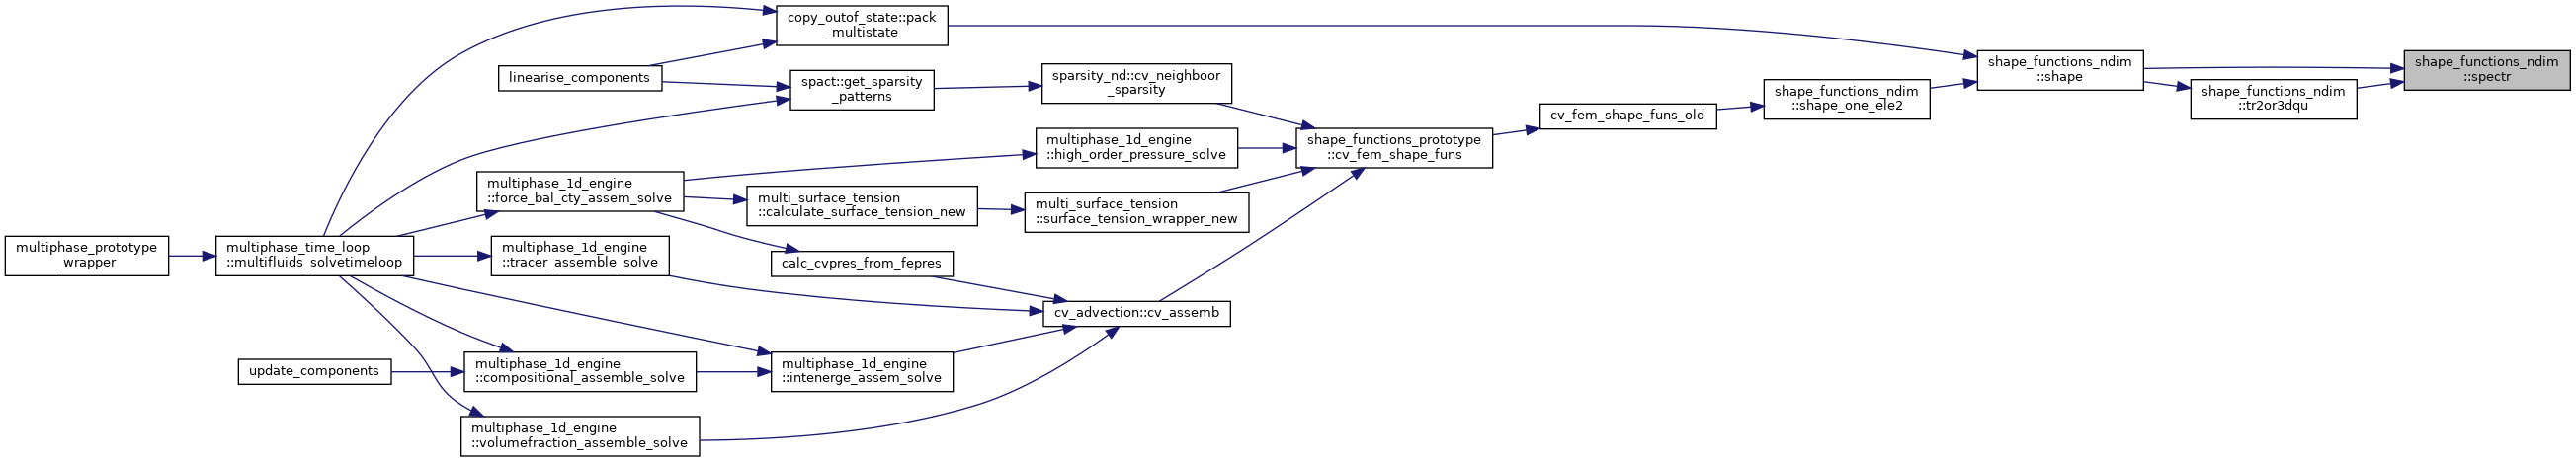 copy_outof_state::pack
_multistate
linearise_components
spact::get_sparsity
_patterns
sparsity_nd::cv_neighboor
_sparsity
shape_functions_ndim
::shape
shape_functions_ndim
::spectr
shape_functions_ndim
::shape_one_ele2
shape_functions_ndim
::tr2or3dqu
cv_fem_shape_funs_old
multiphase_1d_engine
::high_order_pressure_solve
shape_functions_prototype
::cv_fem_shape_funs
multiphase_1d_engine
::force_bal_cty_assem_solve
multi_surface_tension
::calculate_surface_tension_new
multi_surface_tension
::surface_tension_wrapper_new
multiphase_prototype
_wrapper
multiphase_time_loop
::multifluids_solvetimeloop
multiphase_1d_engine
::tracer_assemble_solve
calc_cvpres_from_fepres
cv_advection::cv_assemb
update_components
multiphase_1d_engine
::compositional_assemble_solve
multiphase_1d_engine
::intenerge_assem_solve
multiphase_1d_engine
::volumefraction_assemble_solve